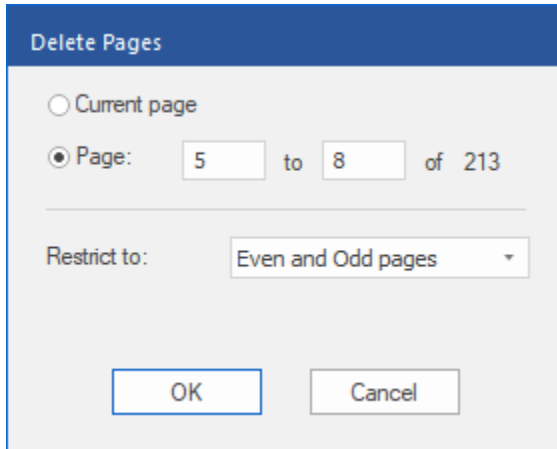 Delete Pages
Current page
Page: 5 to 8 of 213
Restrict to: Even and Odd pages
OK Cancel